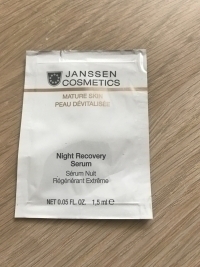 JANSSEN
COSMETICS
MATURE SKIN
PEAU DÉVITALISÉE
Night Recovery
Serum
Sérum Nuit
Régénérant Extrême
NET 0.05 FL. OZ. 1,5 ml ℮